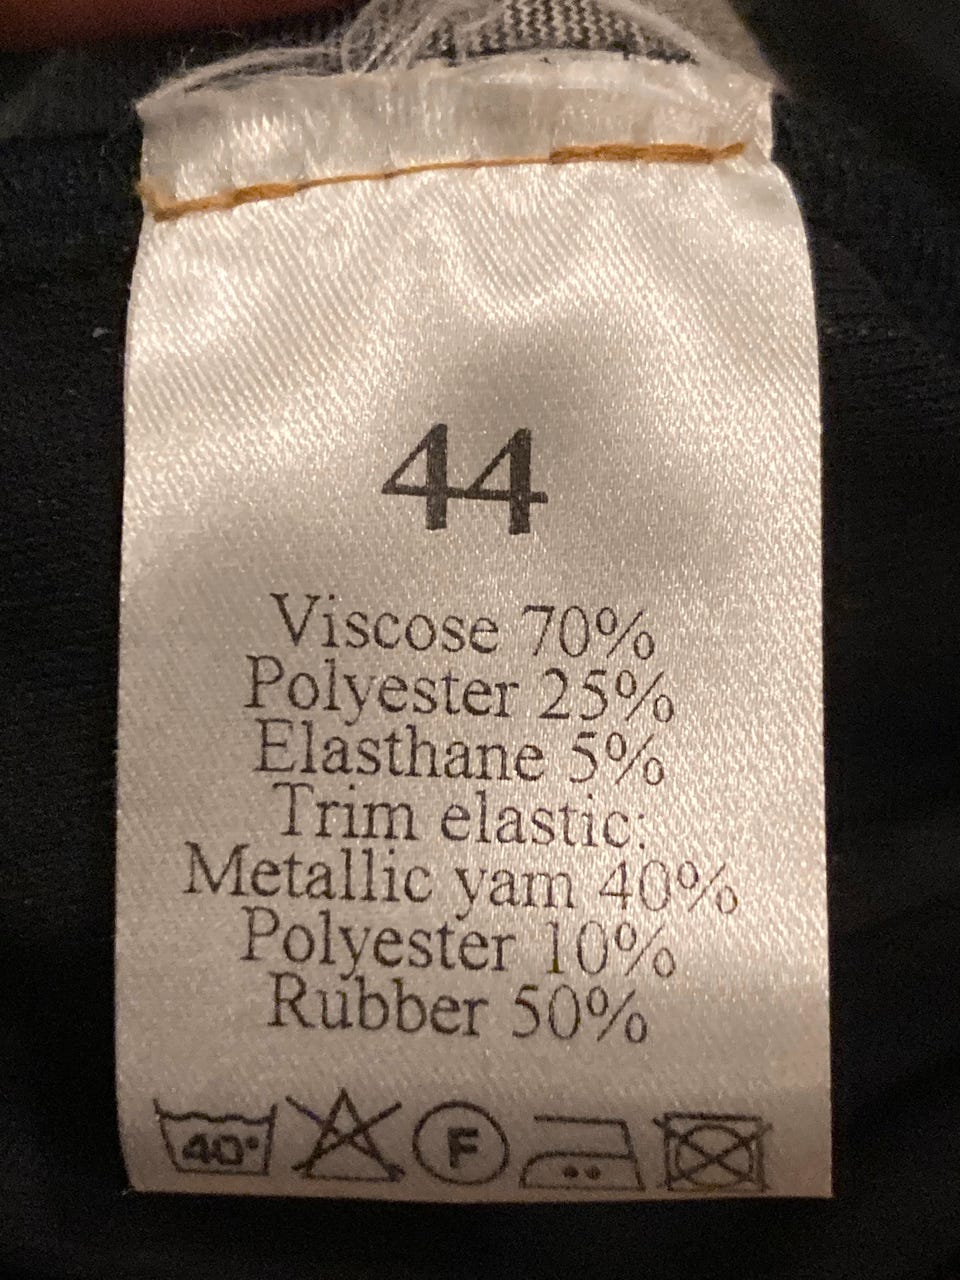 44
Viscose 70%
Polyester 25%
Elasthane 5%
Trim elastic:
Metallic yam 40%
Polyester 10%
Rubber 50%
40° F